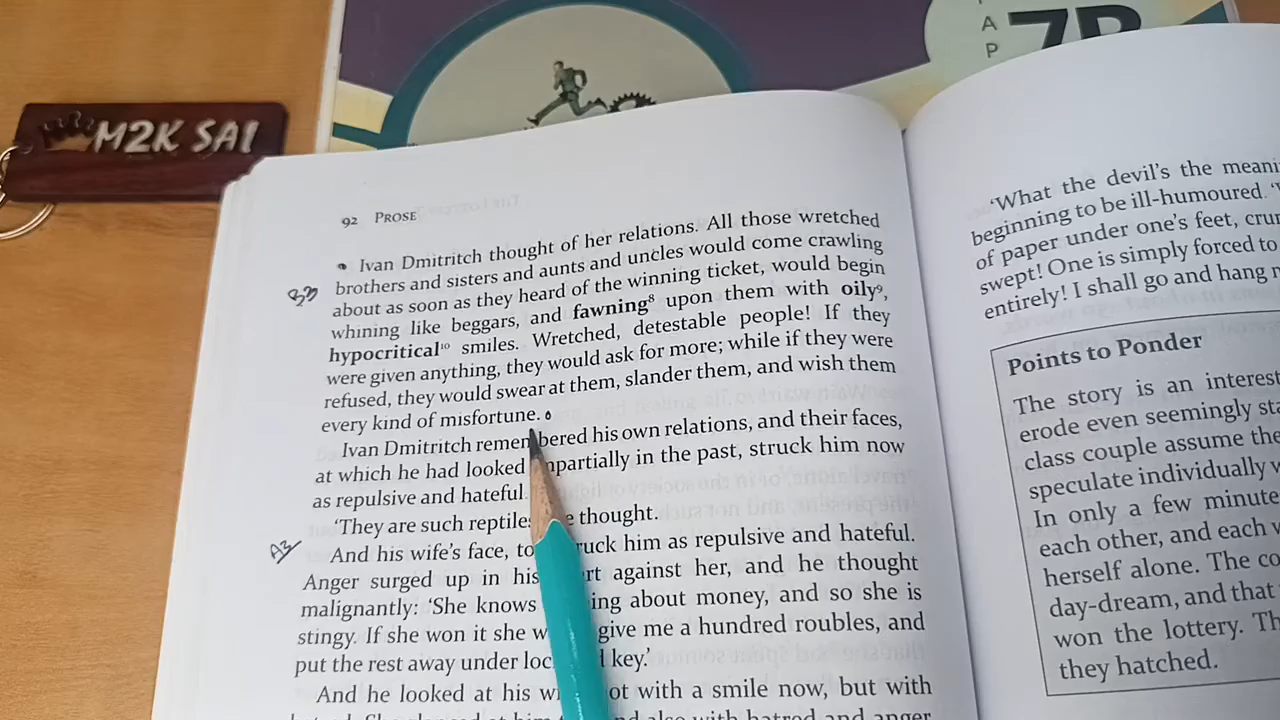 A
P
7B
M2K SAI
92 PROSE
Ivan Dmitritch thought of her relations. All those wretched
brothers and sisters and aunts and uncles would come crawling
about as soon as they heard of the winning ticket, would begin
whining like beggars, and fawning⁸ upon them with oily⁹,
hypocritical¹⁰ smiles. Wretched, detestable people! If they
were given anything, they would ask for more; while if they were
refused, they would swear at them, slander them, and wish them
every kind of misfortune.
B3
Ivan Dmitritch remembered his own relations, and their faces,
at which he had looked impartially in the past, struck him now
as repulsive and hateful.
'They are such reptiles thought.
A3
And his wife's face, to ruck him as repulsive and hateful.
Anger surged up in his rt against her, and he thought
malignantly: 'She knows ing about money, and so she is
stingy. If she won it she w give me a hundred roubles, and
put the rest away under loc key.'
And he looked at his w ot with a smile now, but with
also with hatred and anger
'What the devil's the meani
beginning to be ill-humoured.
of paper under one's feet, cru
swept! One is simply forced to
entirely! I shall go and hang
Points to Ponder
The story is an interest
erode even seemingly sta
class couple assume the
speculate individually
In only a few minute
each other, and each
herself alone. The co
day-dream, and that
won the lottery. Th
they hatched.